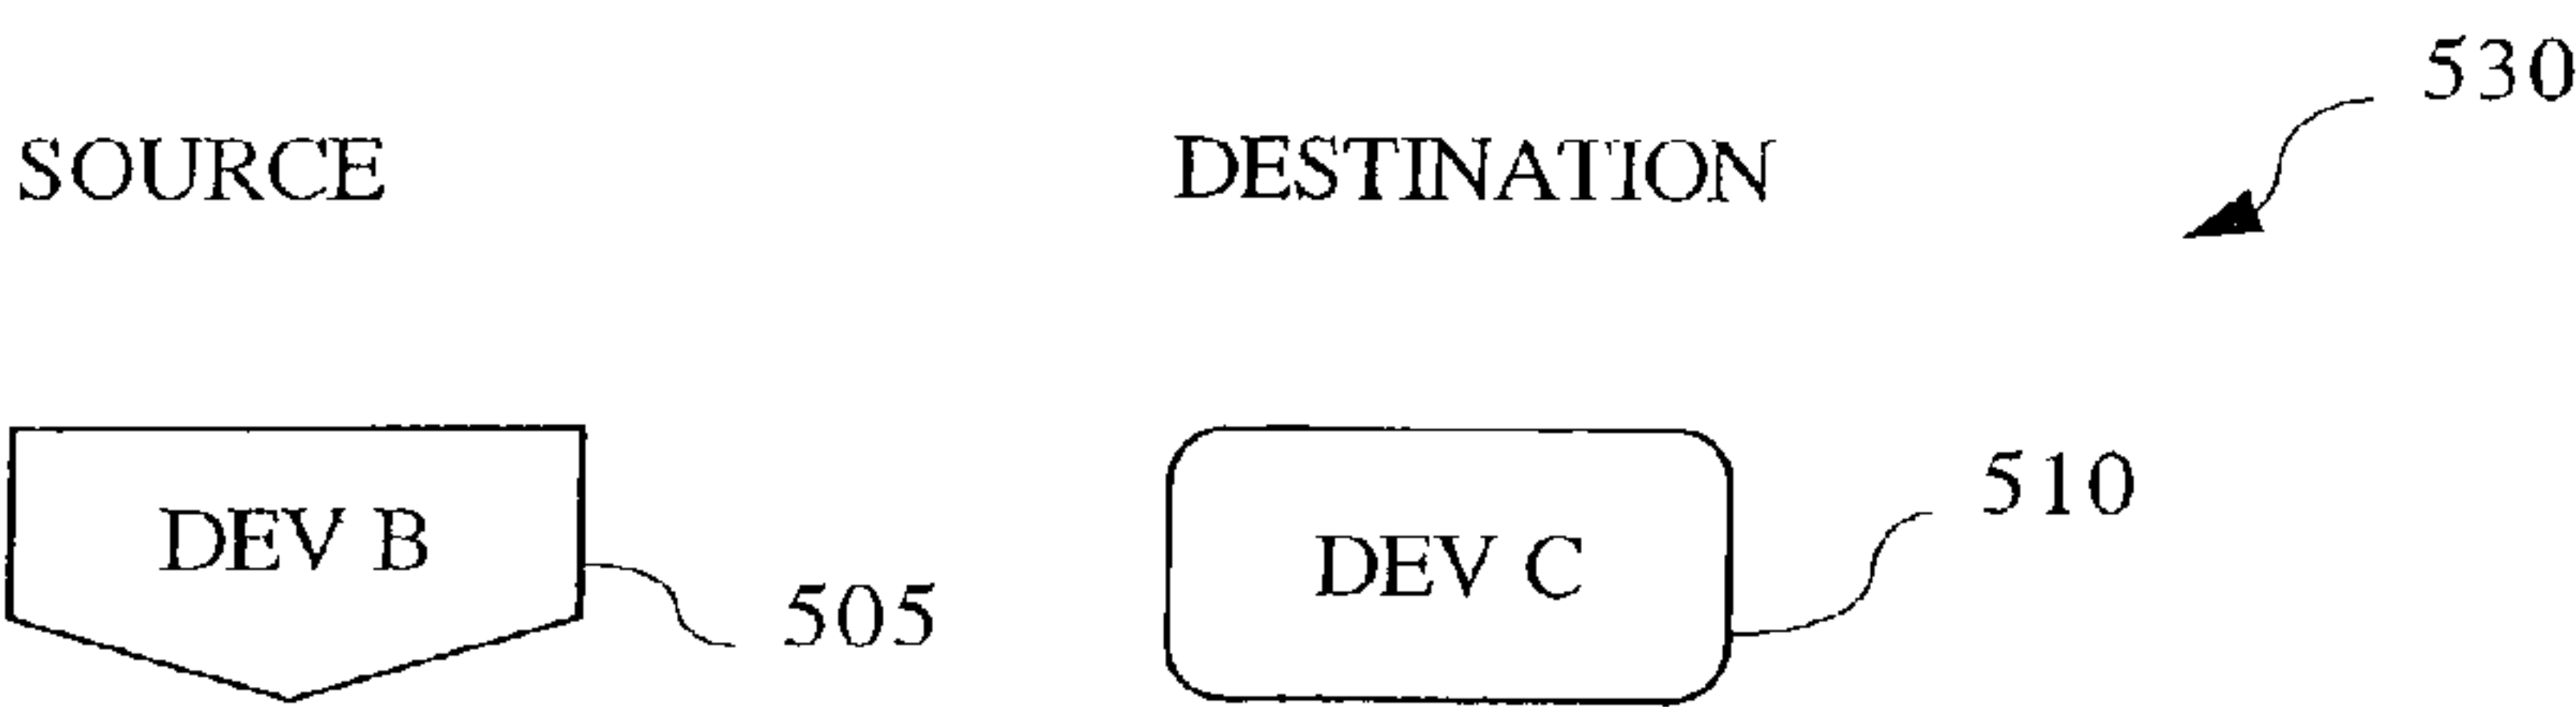 530
SOURCE DESTINATION
DEV B DEV C 510
505